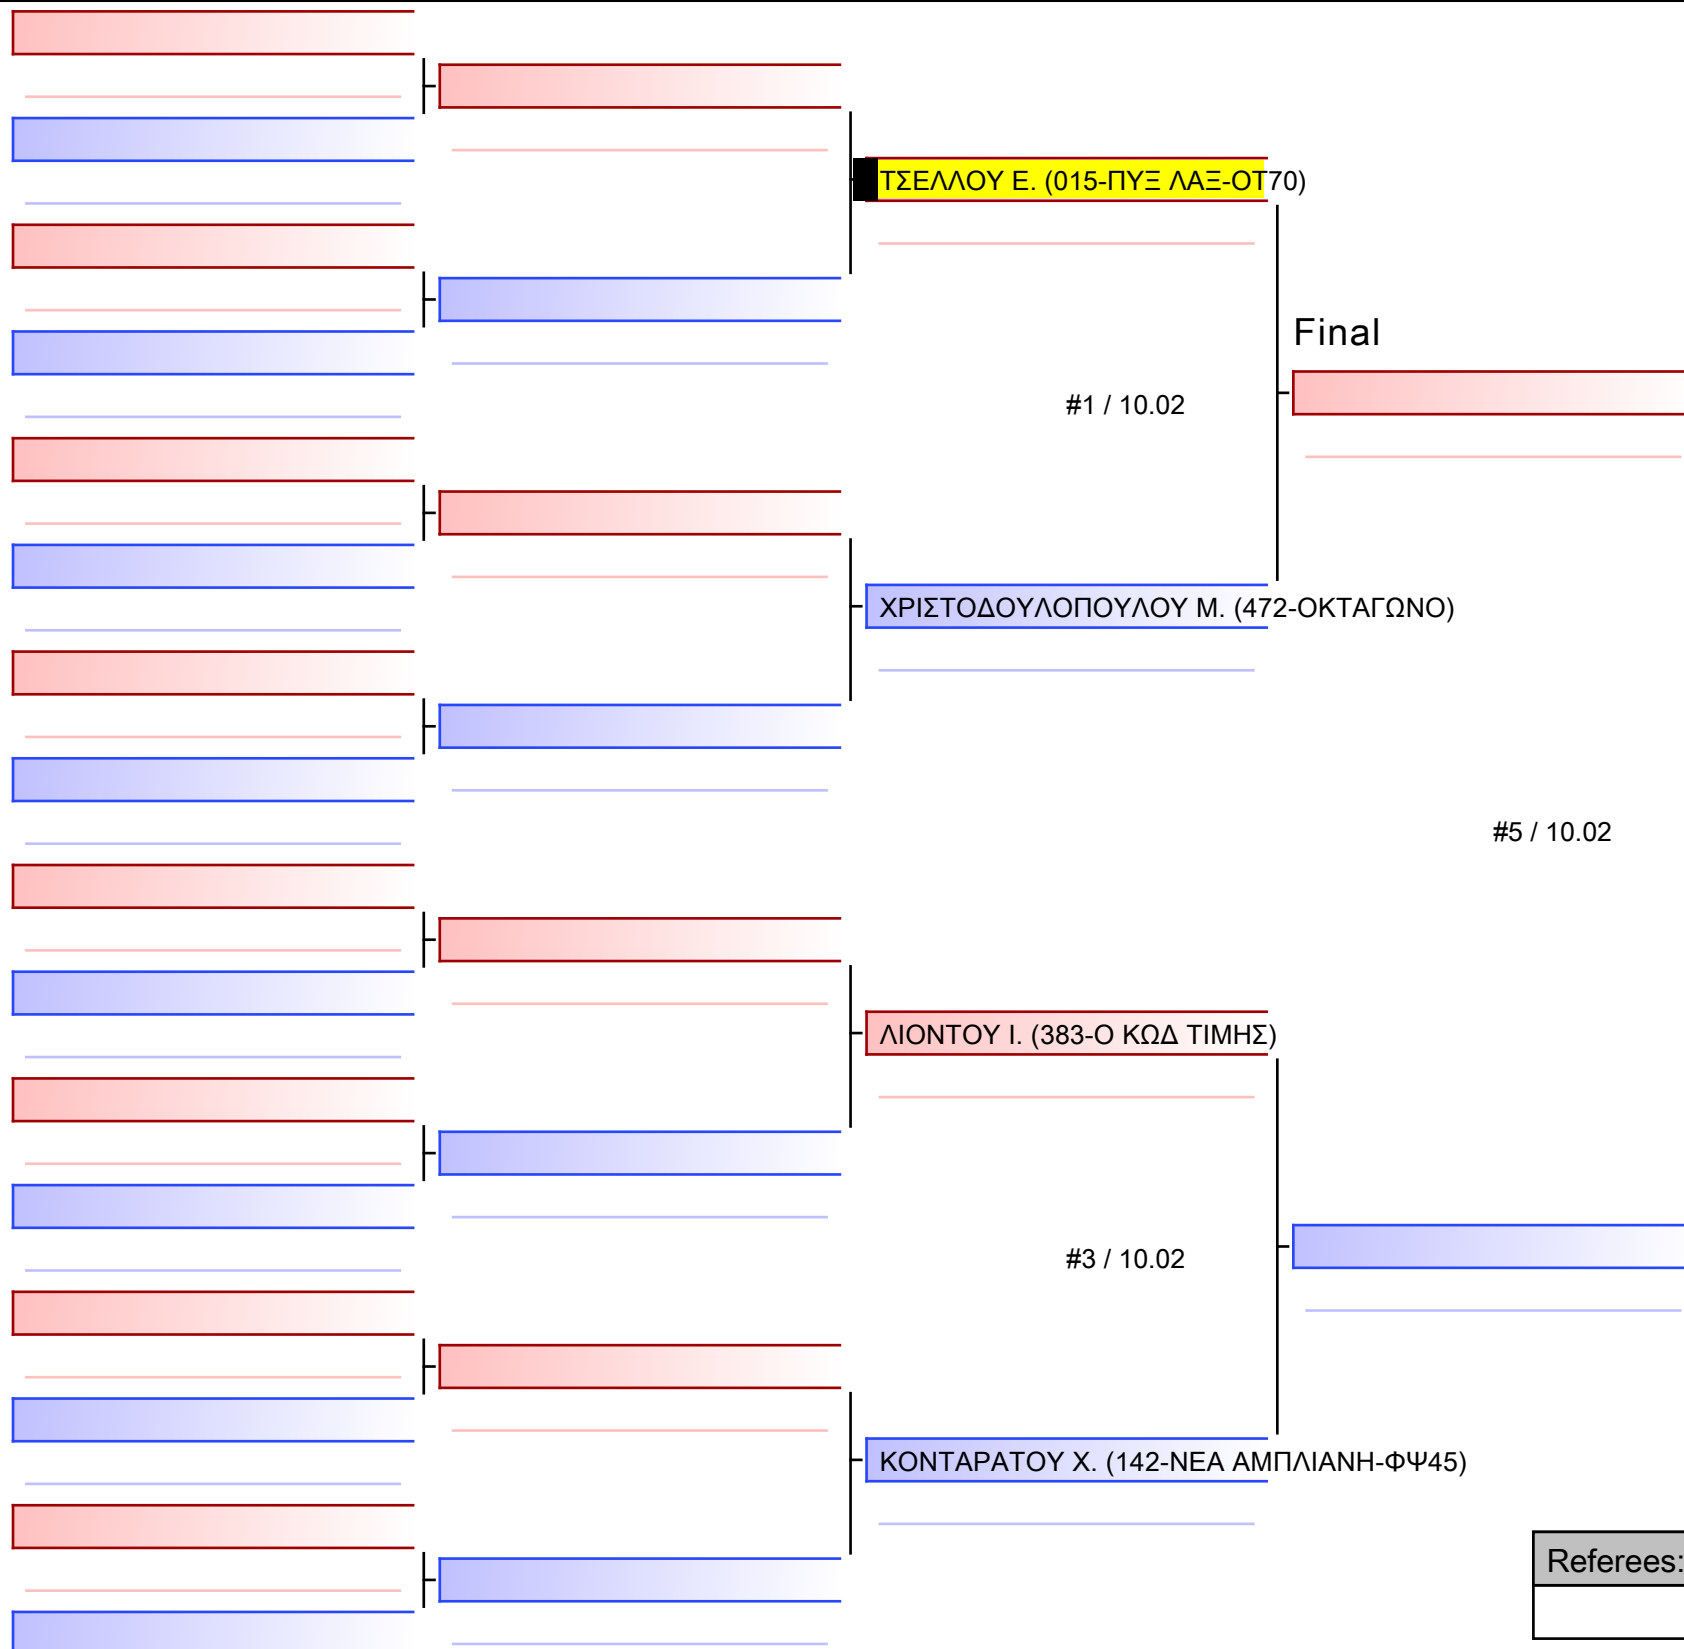 ΤΣΕΛΛΟΥ Ε. (015-ΠΥΞ ΛΑΞ-ΟΤ70)
Final
#1 / 10.02
ΧΡΙΣΤΟΔΟΥΛΟΠΟΥΛΟΥ Μ. (472-ΟΚΤΑΓΩΝΟ)
#5 / 10.02
ΛΙΟΝΤΟΥ Ι. (383-Ο ΚΩΔ ΤΙΜΗΣ)
#3 / 10.02
ΚΟΝΤΑΡΑΤΟΥ Χ. (142-ΝΕΑ ΑΜΠΛΙΑΝΗ-ΦΨ45)
Referees: